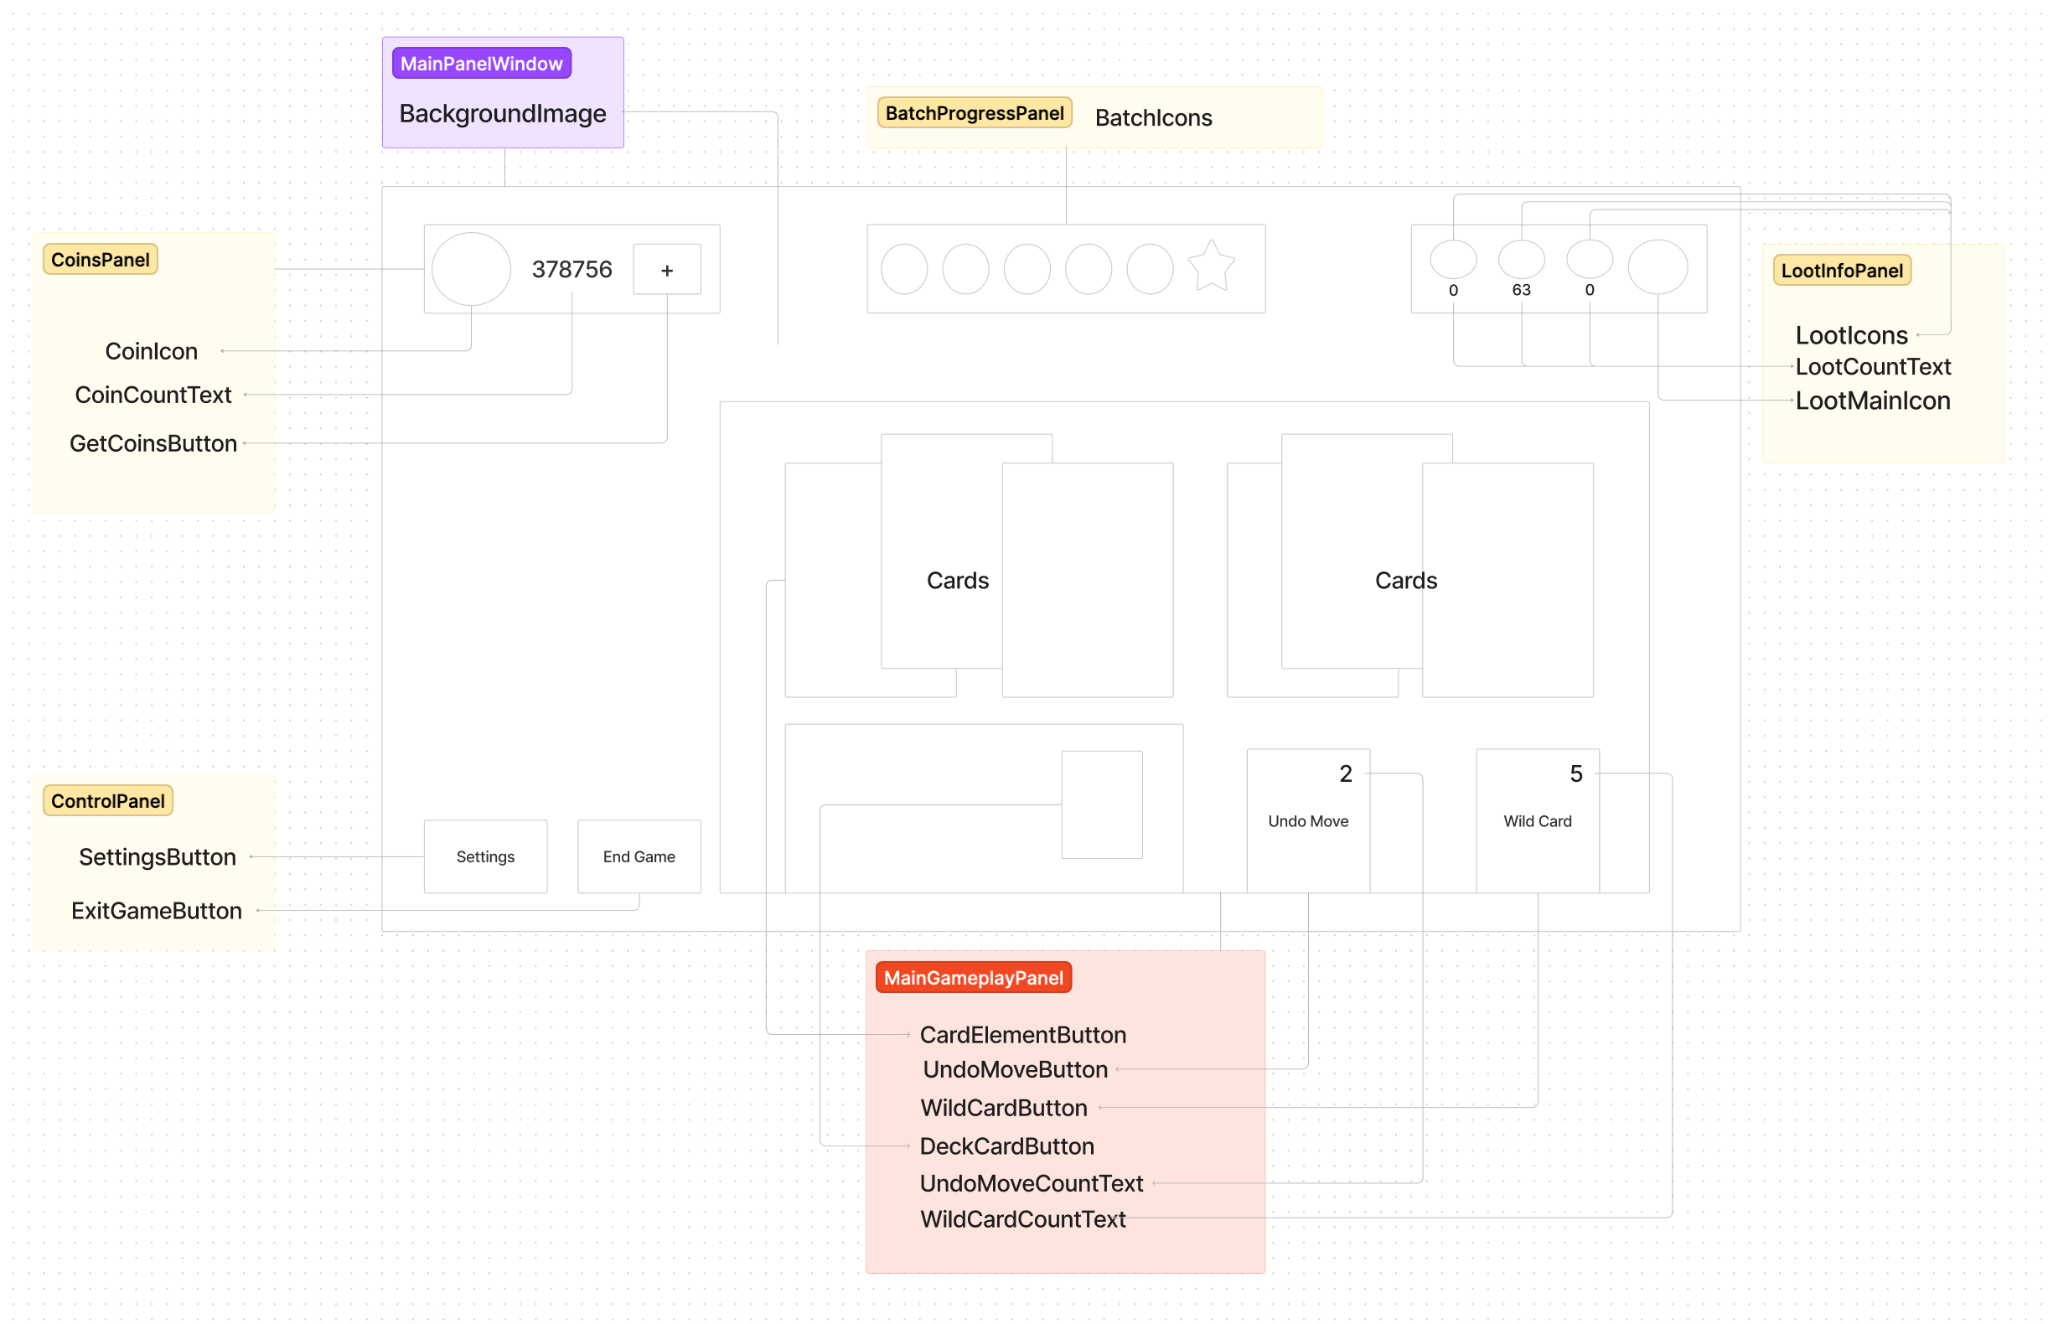 MainPanelWindow
BackgroundImage
BatchProgressPanel
BatchIcons
CoinsPanel
CoinIcon
CoinCountText
GetCoinsButton
378756
+
0
63
0
LootInfoPanel
LootIcons
LootCountText
LootMainIcon
Cards
Cards
ControlPanel
SettingsButton
ExitGameButton
Settings
End Game
2
Undo Move
5
Wild Card
MainGameplayPanel
CardElementButton
UndoMoveButton
WildCardButton
DeckCardButton
UndoMoveCountText
WildCardCountText